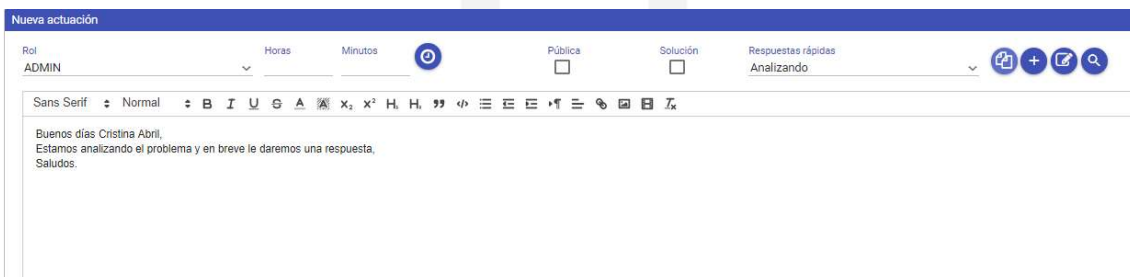 Nueva actuación
Rol Horas Minutos Pública Solución Respuestas rápidas
ADMIN Analizando
Sans Serif Normal
Buenos días Cristina Abril,
Estamos analizando el problema y en breve le daremos una respuesta,
Saludos.